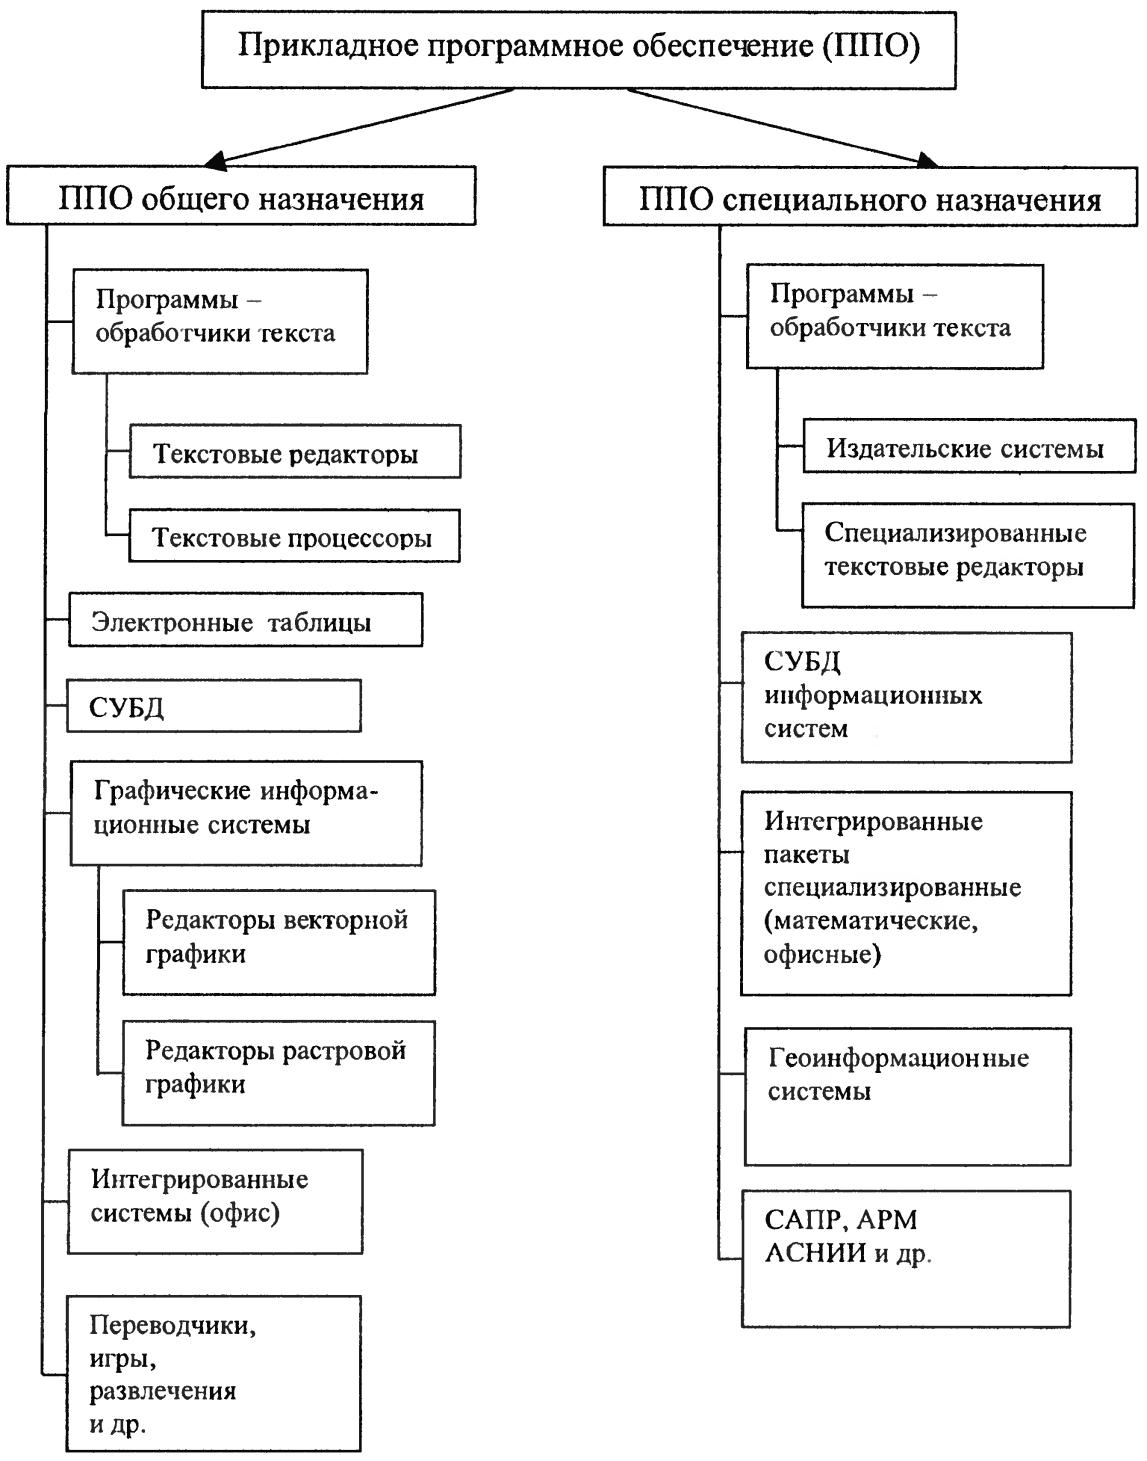 Прикладное программное обеспечение (ППО)
ППО общего назначения
Программы –
обработчики текста
Текстовые редакторы
Текстовые процессоры
Электронные таблицы
СУБД
Графические информа-
ционные системы
Редакторы векторной
графики
Редакторы растровой
графики
Интегрированные
системы (офис)
Переводчики,
игры,
развлечения
и др.
ППО специального назначения
Программы –
обработчики текста
Издательские системы
Специализированные
текстовые редакторы
СУБД
информационных
систем
Интегрированные
пакеты
специализированные
(математические,
офисные)
Геоинформационные
системы
САПР, АРМ
АСНИИ и др.